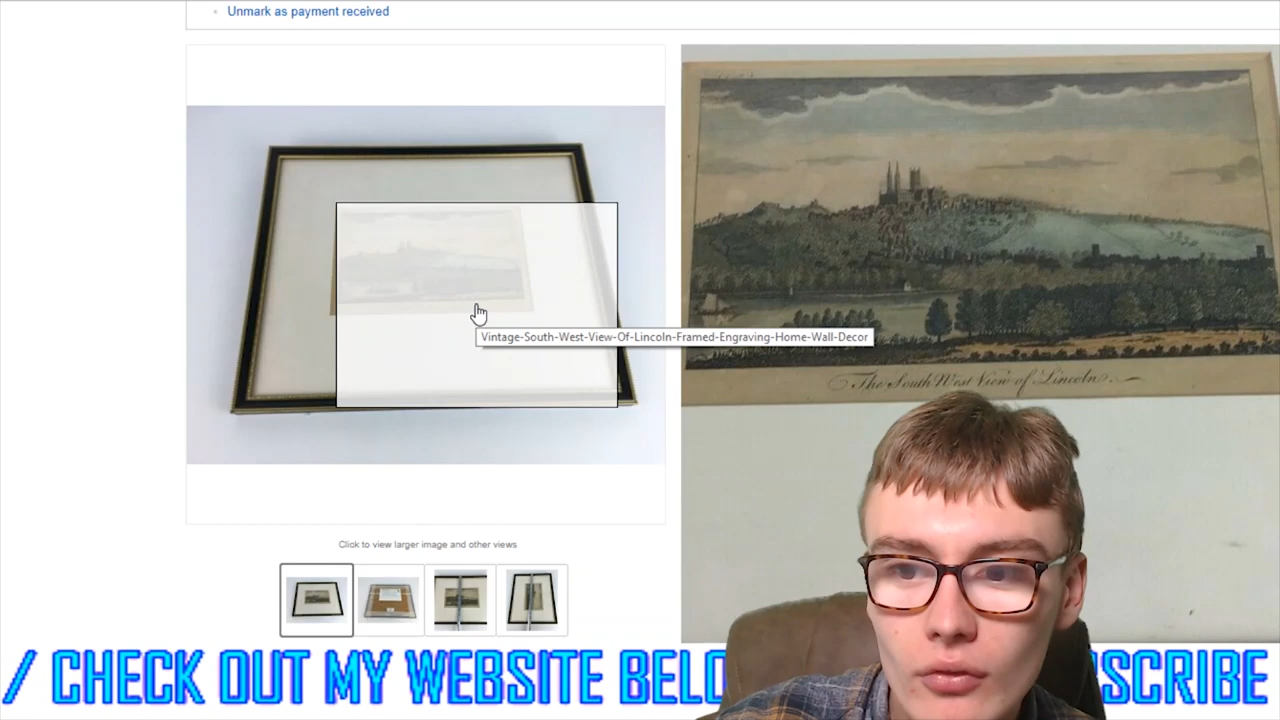 Unmark as payment received
Vintage-South-West-View-Of-Lincoln-Framed-Engraving-Home-Wall-Decor
The South West View of Lincoln.
Click to view larger image and other views
/ CHECK OUT MY WEBSITE BELO
SCRIBE